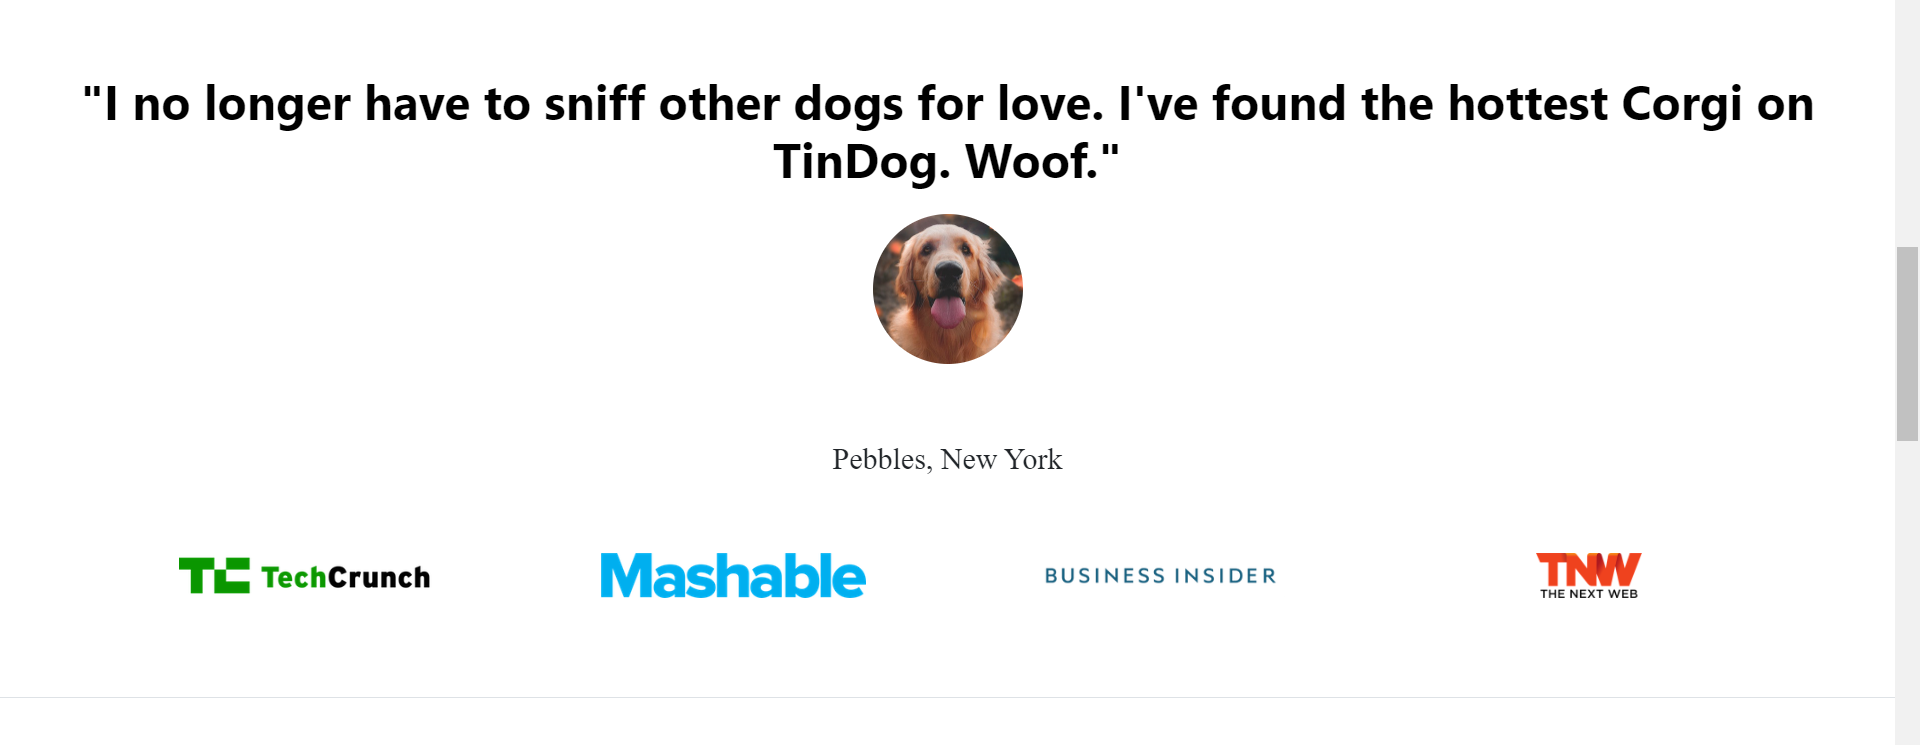 "I no longer have to sniff other dogs for love. I've found the hottest Corgi on
TinDog. Woof."
Pebbles, New York
TC TechCrunch
Mashable
BUSINESS INSIDER
TNW
THE NEXT WEB